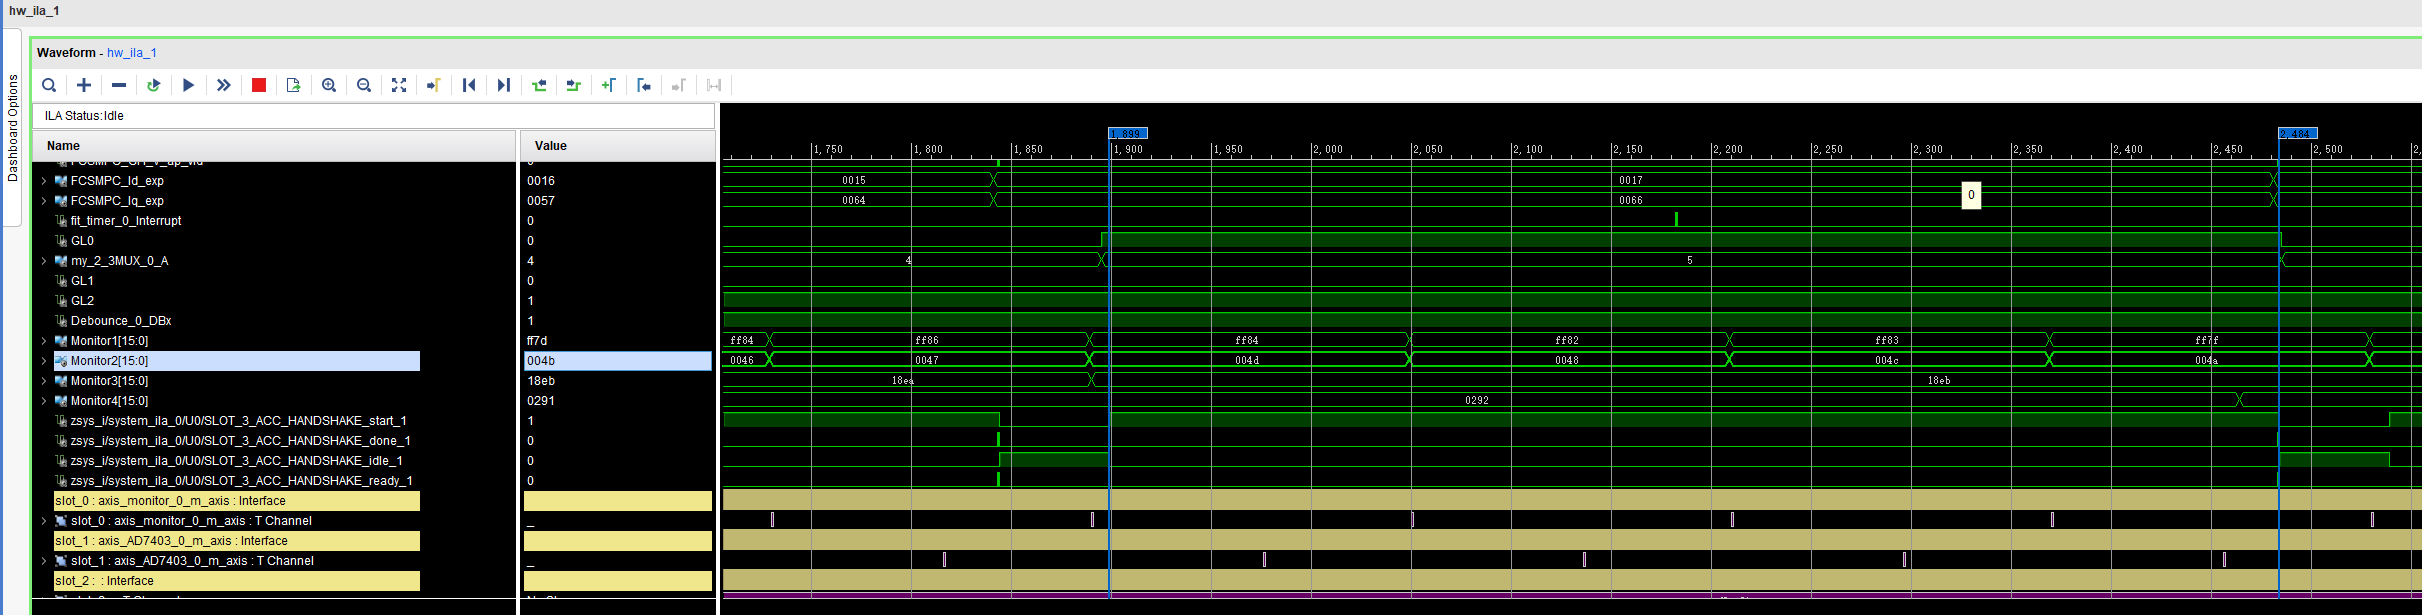 hw_ila_1
Dashboard Options
Waveform - hw_ila_1
ILA Status:Idle
Name Value
1,899 2,484
1,750 1,800 1,850 1,900 1,950 2,000 2,050 2,100 2,150 2,200 2,250 2,300 2,350 2,400 2,450 2,500
FCSMPC_Id_exp 0016 0015 0017
FCSMPC_Iq_exp 0057 0064 0066 0
fit_timer_0_Interrupt 0
GL0 0
my_2_3MUX_0_A 4 4 5
GL1 0
GL2 1
Debounce_0_DBx 1
Monitor1[15:0] ff7d ff84 ff86 ff84 ff82 ff83 ff7f
Monitor2[15:0] 004b 0046 0047 004d 0048 004c 004a
Monitor3[15:0] 18eb 18ea 18eb
Monitor4[15:0] 0291 0292
zsys_i/system_ila_0/U0/SLOT_3_ACC_HANDSHAKE_start_1 1
zsys_i/system_ila_0/U0/SLOT_3_ACC_HANDSHAKE_done_1 0
zsys_i/system_ila_0/U0/SLOT_3_ACC_HANDSHAKE_idle_1 0
zsys_i/system_ila_0/U0/SLOT_3_ACC_HANDSHAKE_ready_1 0
slot_0 : axis_monitor_0_m_axis : Interface
slot_0 : axis_monitor_0_m_axis : T Channel _
slot_1 : axis_AD7403_0_m_axis : Interface
slot_1 : axis_AD7403_0_m_axis : T Channel _
slot_2 : : Interface